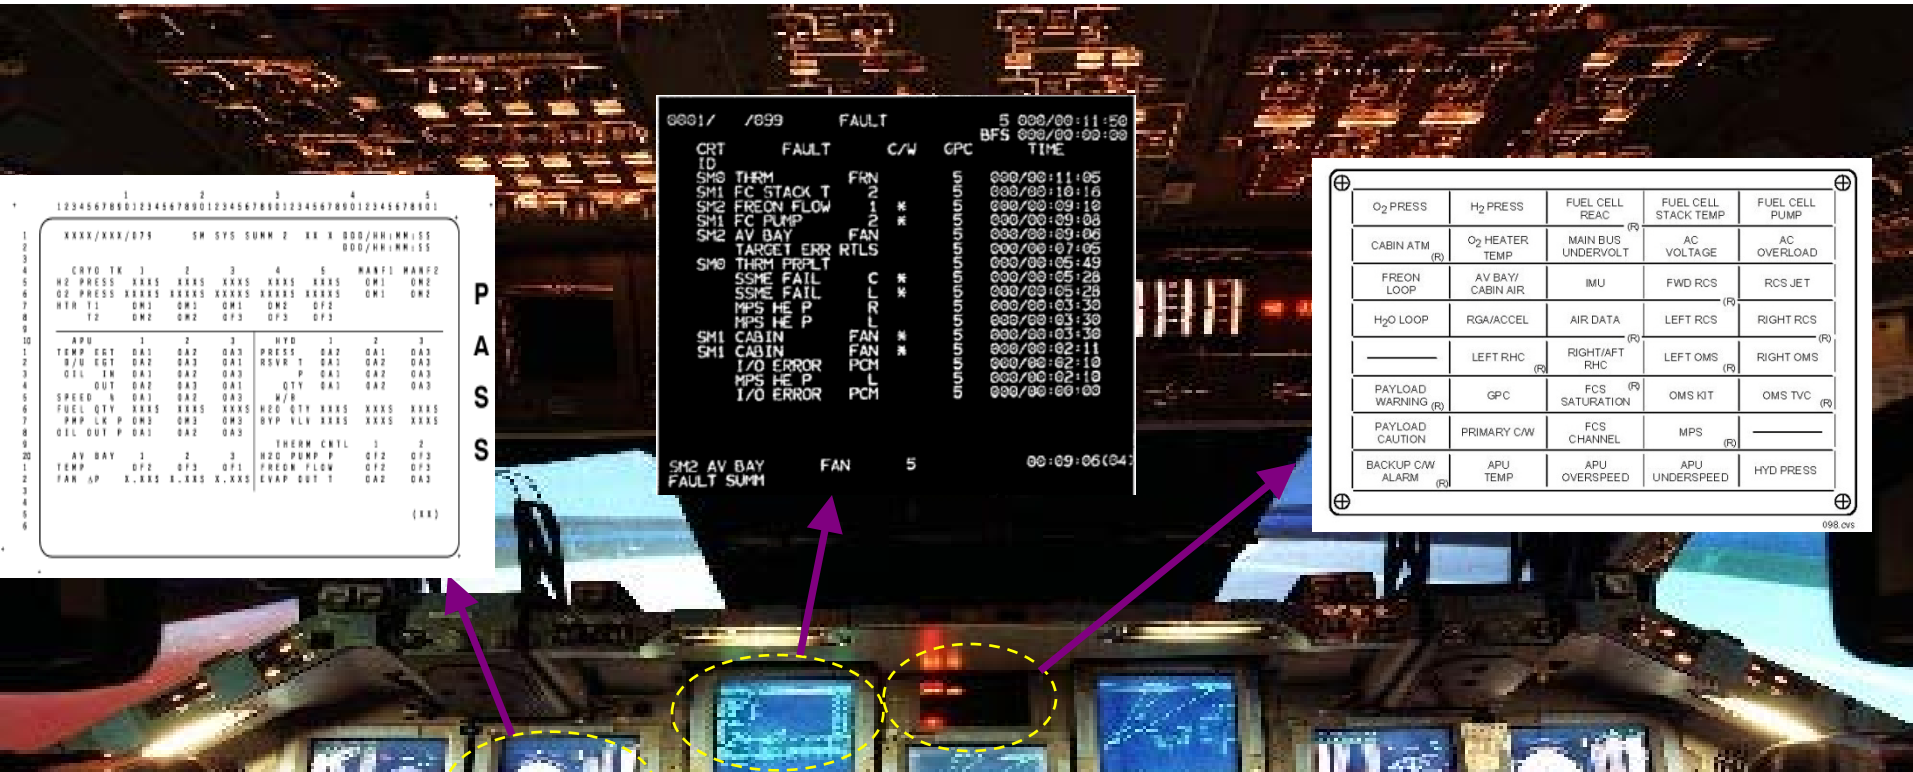 1 2 3 4 5
123456789012345678901234567890123456789012345678901
XXXX/XXX/079 SM SYS SUMM 2 XX X 000/HH:MM:SS
000/HH:MM:SS
CRYO TK 1 2 3 4 5 MANF1 MANF2
H2 PRESS XXXS XXXS XXXS XXXS XXXS OM1 OM2
O2 PRESS XXXXS XXXXS XXXXS XXXXS XXXXS OM1 OM2
HTR T1 OM1 OM1 OM1 OM2 OF2
T2 OM2 OM2 OF3 OF3 OF3
APU 1 2 3 HYD 1 2 3
TEMP EGT OA1 OA2 OA3 PRESS OA2 OA1 OA3
B/U EGT OA2 OA3 OA1 RSVR T OA1 OA2 OA3
OIL IN OA1 OA2 OA3 P OA1 OA2 OA3
OUT OA2 OA3 OA1 QTY OA1 OA2 OA3
SPEED % OA1 OA2 OA3 W/B
FUEL QTY XXXS XXXS XXXS H2O QTY XXXS XXXS XXXS
PMP LK P OM3 OM3 OM3 BYP VLV XXXS XXXS XXXS
OIL OUT P OA1 OA2 OA3
THERM CNTL 1 2
AV BAY 1 2 3 H2O PUMP P OF2 OF3
TEMP OF2 OF3 OF1 FREON FLOW OF2 OF3
FAN ΔP X.XXS X.XXS X.XXS EVAP OUT T OA2 OA3
(XX)
P
A
S
S
0001/ /099 FAULT 5 000/00:11:50
BFS 000/00:00:00
CRT FAULT C/W GPC TIME
ID
SM0 THRM FRN 5 000/00:11:05
SM1 FC STACK T 2 5 000/00:10:16
SM2 FREON FLOW 1 * 5 000/00:09:10
SM1 FC PUMP 2 * 5 000/00:09:08
SM2 AV BAY FAN 5 000/00:09:06
TARGET ERR RTLS 5 000/00:07:05
SM0 THRM PRPLT 5 000/00:05:49
SSME FAIL C * 5 000/00:05:28
SSME FAIL L * 5 000/00:05:28
MPS HE P R 5 000/00:03:30
MPS HE P L 5 000/00:03:30
SM1 CABIN FAN * 5 000/00:03:30
SM1 CABIN FAN * 5 000/00:02:11
I/O ERROR PCM 5 000/00:02:10
MPS HE P L 5 000/00:02:10
I/O ERROR PCM 5 000/00:00:00
SM2 AV BAY FAN 5 00:09:06(04)
FAULT SUMM
O2 PRESS H2 PRESS FUEL CELL REAC (R) FUEL CELL STACK TEMP FUEL CELL PUMP
CABIN ATM (R) O2 HEATER TEMP MAIN BUS UNDERVOLT AC VOLTAGE AC OVERLOAD
FREON LOOP AV BAY/ CABIN AIR IMU FWD RCS (R) RCS JET
H2O LOOP RGA/ACCEL AIR DATA (R) LEFT RCS RIGHT RCS (R)
LEFT RHC (R) RIGHT/AFT RHC LEFT OMS (R) RIGHT OMS
PAYLOAD WARNING (R) GPC FCS SATURATION (R) OMS KIT OMS TVC (R)
PAYLOAD CAUTION PRIMARY C/W FCS CHANNEL MPS (R)
BACKUP C/W ALARM (R) APU TEMP APU OVERSPEED APU UNDERSPEED HYD PRESS
098.cvs